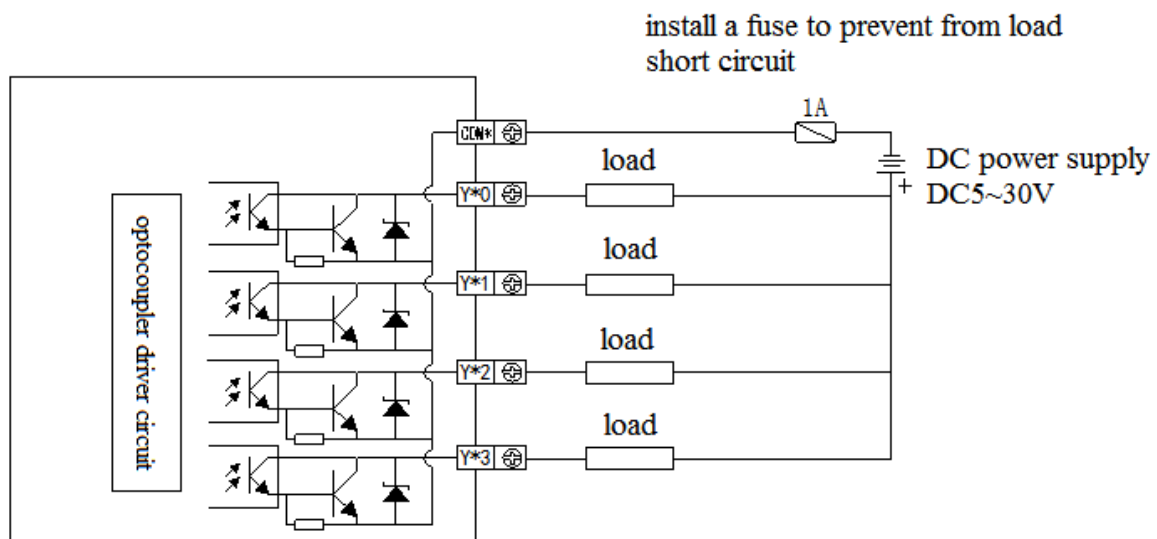 install a fuse to prevent from load
short circuit
1A
COM*
load
DC power supply
DC5~30V
+
Y*0
load
Y*1
optocoupler driver circuit
load
Y*2
load
Y*3